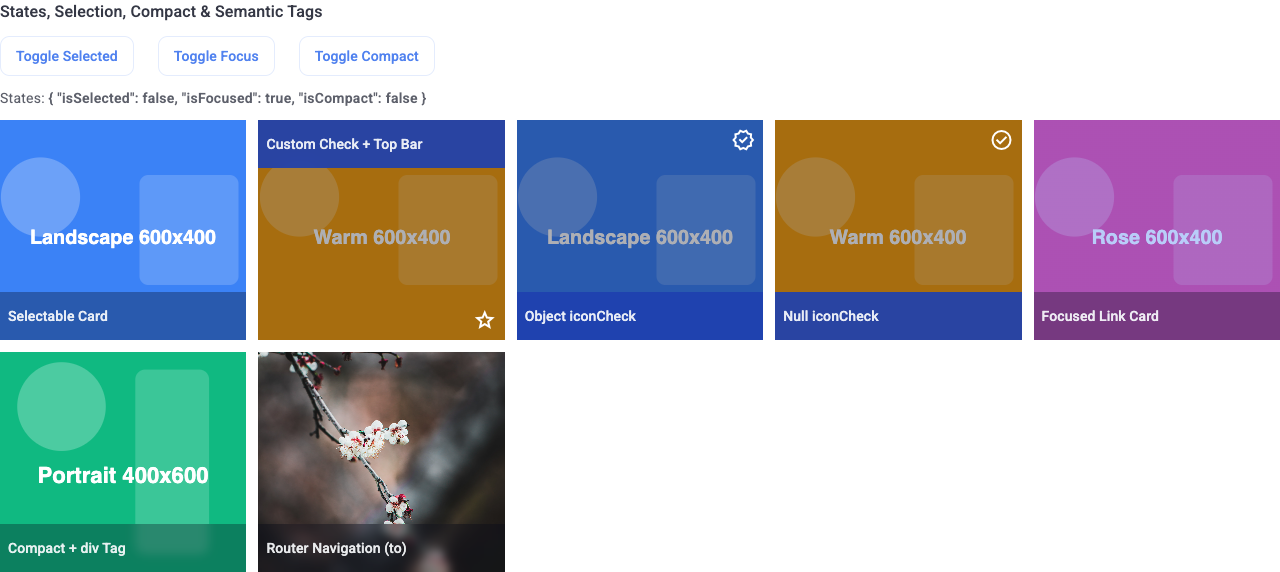 States, Selection, Compact & Semantic Tags
Toggle Selected
Toggle Focus
Toggle Compact
States: { "isSelected": false, "isFocused": true, "isCompact": false }
Landscape 600x400
Selectable Card
Custom Check + Top Bar
Warm 600x400
Landscape 600x400
Object iconCheck
Warm 600x400
Null iconCheck
Rose 600x400
Focused Link Card
Portrait 400x600
Compact + div Tag
Router Navigation (to)